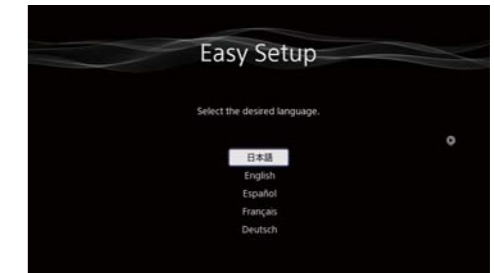 Easy Setup
Select the desired language.
日本語
English
Español
Français
Deutsch